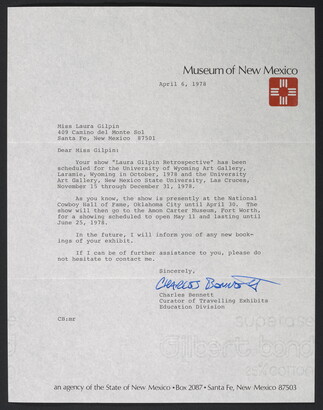 Museum of New Mexico
April 6, 1978
Miss Laura Gilpin
409 Camino del Monte Sol
Santa Fe, New Mexico 87501
Dear Miss Gilpin:
Your show "Laura Gilpin Retrospective" has been
scheduled for the University of Wyoming Art Gallery,
Laramie, Wyoming in October, 1978 and the University
Art Gallery, New Mexico State University, Las Cruces,
November 15 through December 31, 1978.
As you know, the show is presently at the National
Cowboy Hall of Fame, Oklahoma City until April 30. The
show will then go to the Amon Carter Museum, Fort Worth,
for a showing scheduled to open May 11 and lasting until
June 25, 1978.
In the future, I will inform you of any new book-
ings of your exhibit.
If I can be of further assistance to you, please do
not hesitate to contact me.
Sincerely,
Charles Bennett
Charles Bennett
Curator of Travelling Exhibits
Education Division
CB:mr
an agency of the State of New Mexico • Box 2087 • Santa Fe, New Mexico 87503